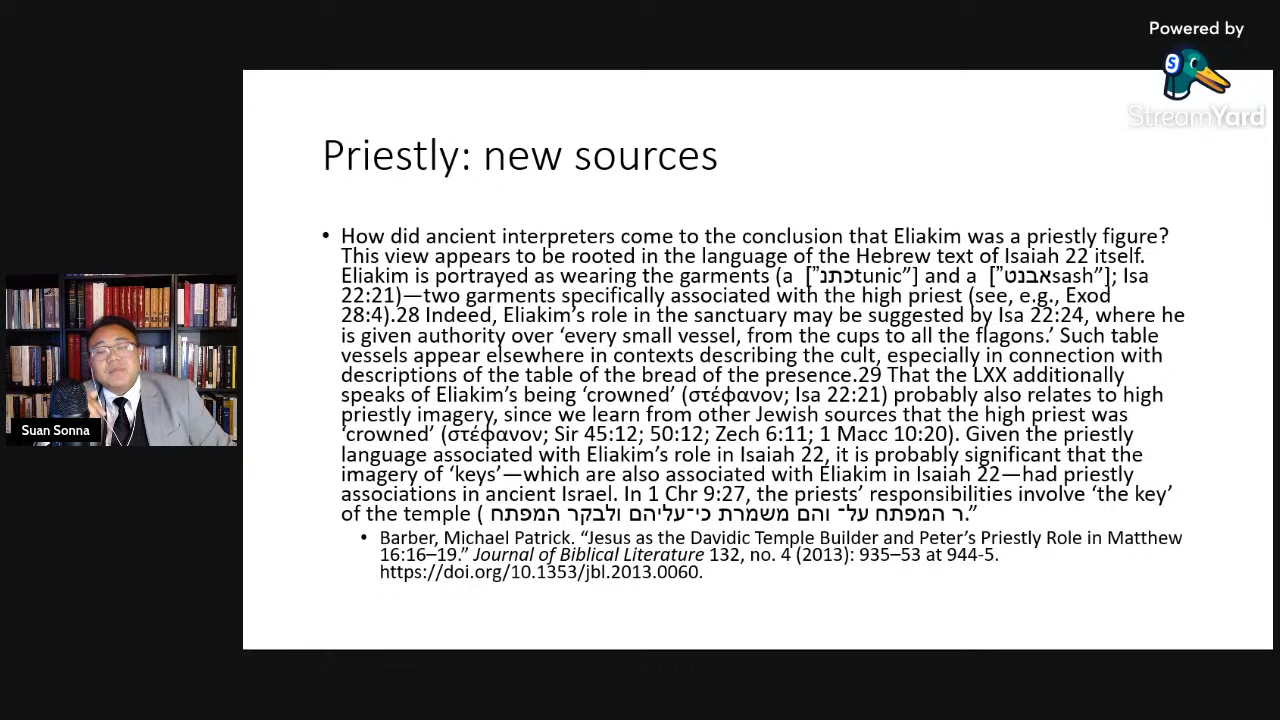 Powered by
StreamYard
Priestly: new sources
• How did ancient interpreters come to the conclusion that Eliakim was a priestly figure?
This view appears to be rooted in the language of the Hebrew text of Isaiah 22 itself.
Eliakim is portrayed as wearing the garments (a [”כתנtunic”] and a [”אבנטsash”]; Isa
22:21)—two garments specifically associated with the high priest (see, e.g., Exod
28:4).28 Indeed, Eliakim’s role in the sanctuary may be suggested by Isa 22:24, where he
is given authority over ‘every small vessel, from the cups to all the flagons.’ Such table
vessels appear elsewhere in contexts describing the cult, especially in connection with
descriptions of the table of the bread of the presence.29 That the LXX additionally
speaks of Eliakim’s being ‘crowned’ (στέφανον; Isa 22:21) probably also relates to high
priestly imagery, since we learn from other Jewish sources that the high priest was
‘crowned’ (στέφανον; Sir 45:12; 50:12; Zech 6:11; 1 Macc 10:20). Given the priestly
language associated with Eliakim’s role in Isaiah 22, it is probably significant that the
imagery of ‘keys’—which are also associated with Eliakim in Isaiah 22—had priestly
associations in ancient Israel. In 1 Chr 9:27, the priests’ responsibilities involve ‘the key’
of the temple ( ר המפתח על־ והם משמרת כי־עליהם ולבקר המפתח.”
• Barber, Michael Patrick. “Jesus as the Davidic Temple Builder and Peter’s Priestly Role in Matthew
16:16–19.” Journal of Biblical Literature 132, no. 4 (2013): 935–53 at 944-5.
https://doi.org/10.1353/jbl.2013.0060.
Suan Sonna